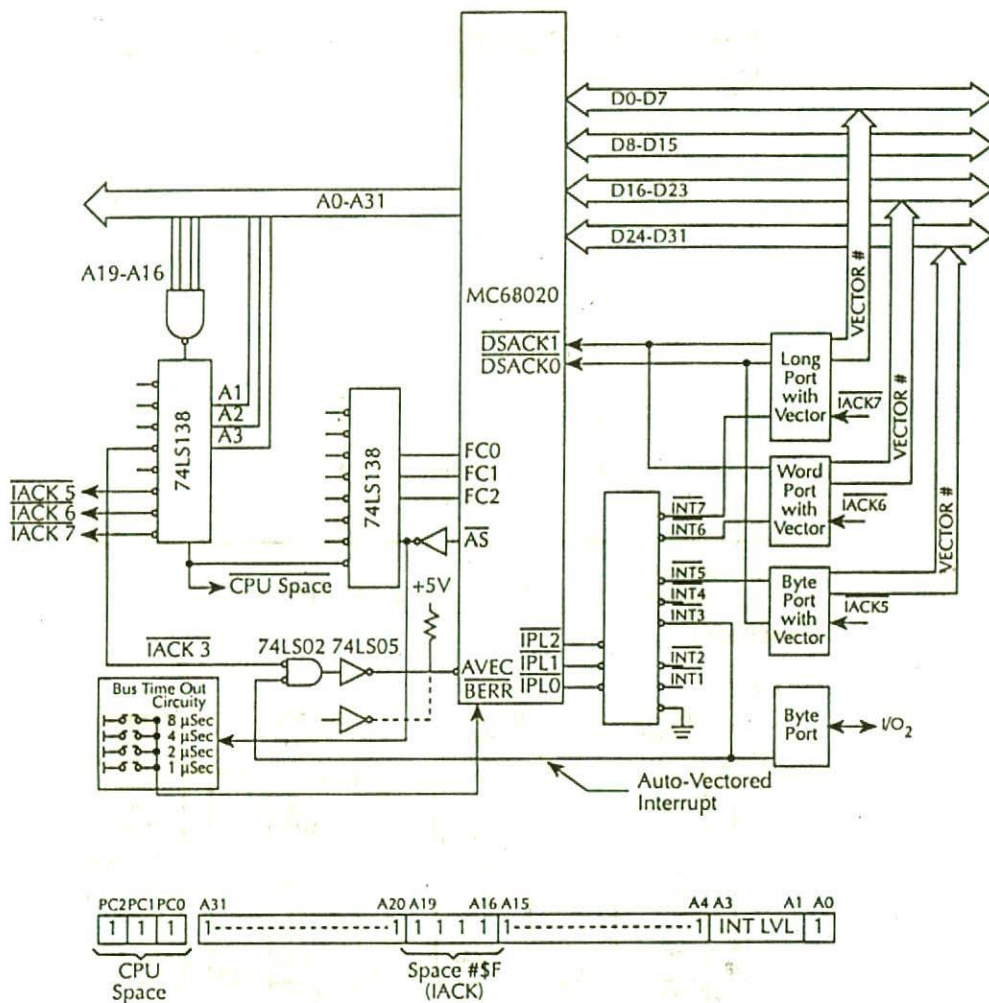 D0-D7
D8-D15
A0-A31
D16-D23
D24-D31
A19-A16
MC68020
VECTOR #
VECTOR #
VECTOR #
DSACK1
DSACK0
Long
Port
with
Vector
IACK7
A1
A2
A3
74LS138
74LS138
FC0
FC1
FC2
Word
Port
with
Vector
IACK6
IACK 5
IACK 6
IACK 7
INT7
INT6
AS
CPU Space
+5V
INT5
INT4
INT3
Byte
Port
with
Vector
IACK5
IACK 3
74LS02
74LS05
IPL2
IPL1
IPL0
INT2
INT1
AVEC
BERR
Bus Time Out
Circuity
8 µSec
4 µSec
2 µSec
1 µSec
Byte
Port
I/O2
Auto-Vectored
Interrupt
PC2 PC1 PC0 A31 A20 A19 A16 A15 A4 A3 A1 A0
1 1 1 1 1 1 1 1 1 1 1 INT LVL 1
CPU
Space
Space #$F
(IACK)